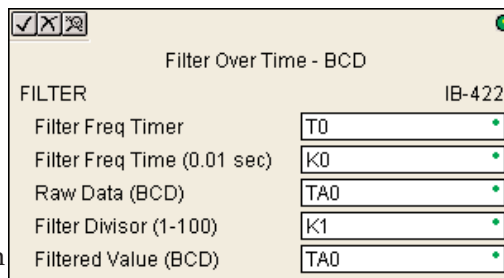 Filter Over Time - BCD
FILTER IB-422
Filter Freq Timer T0
Filter Freq Time (0.01 sec) K0
Raw Data (BCD) TA0
Filter Divisor (1-100) K1
Filtered Value (BCD) TA0